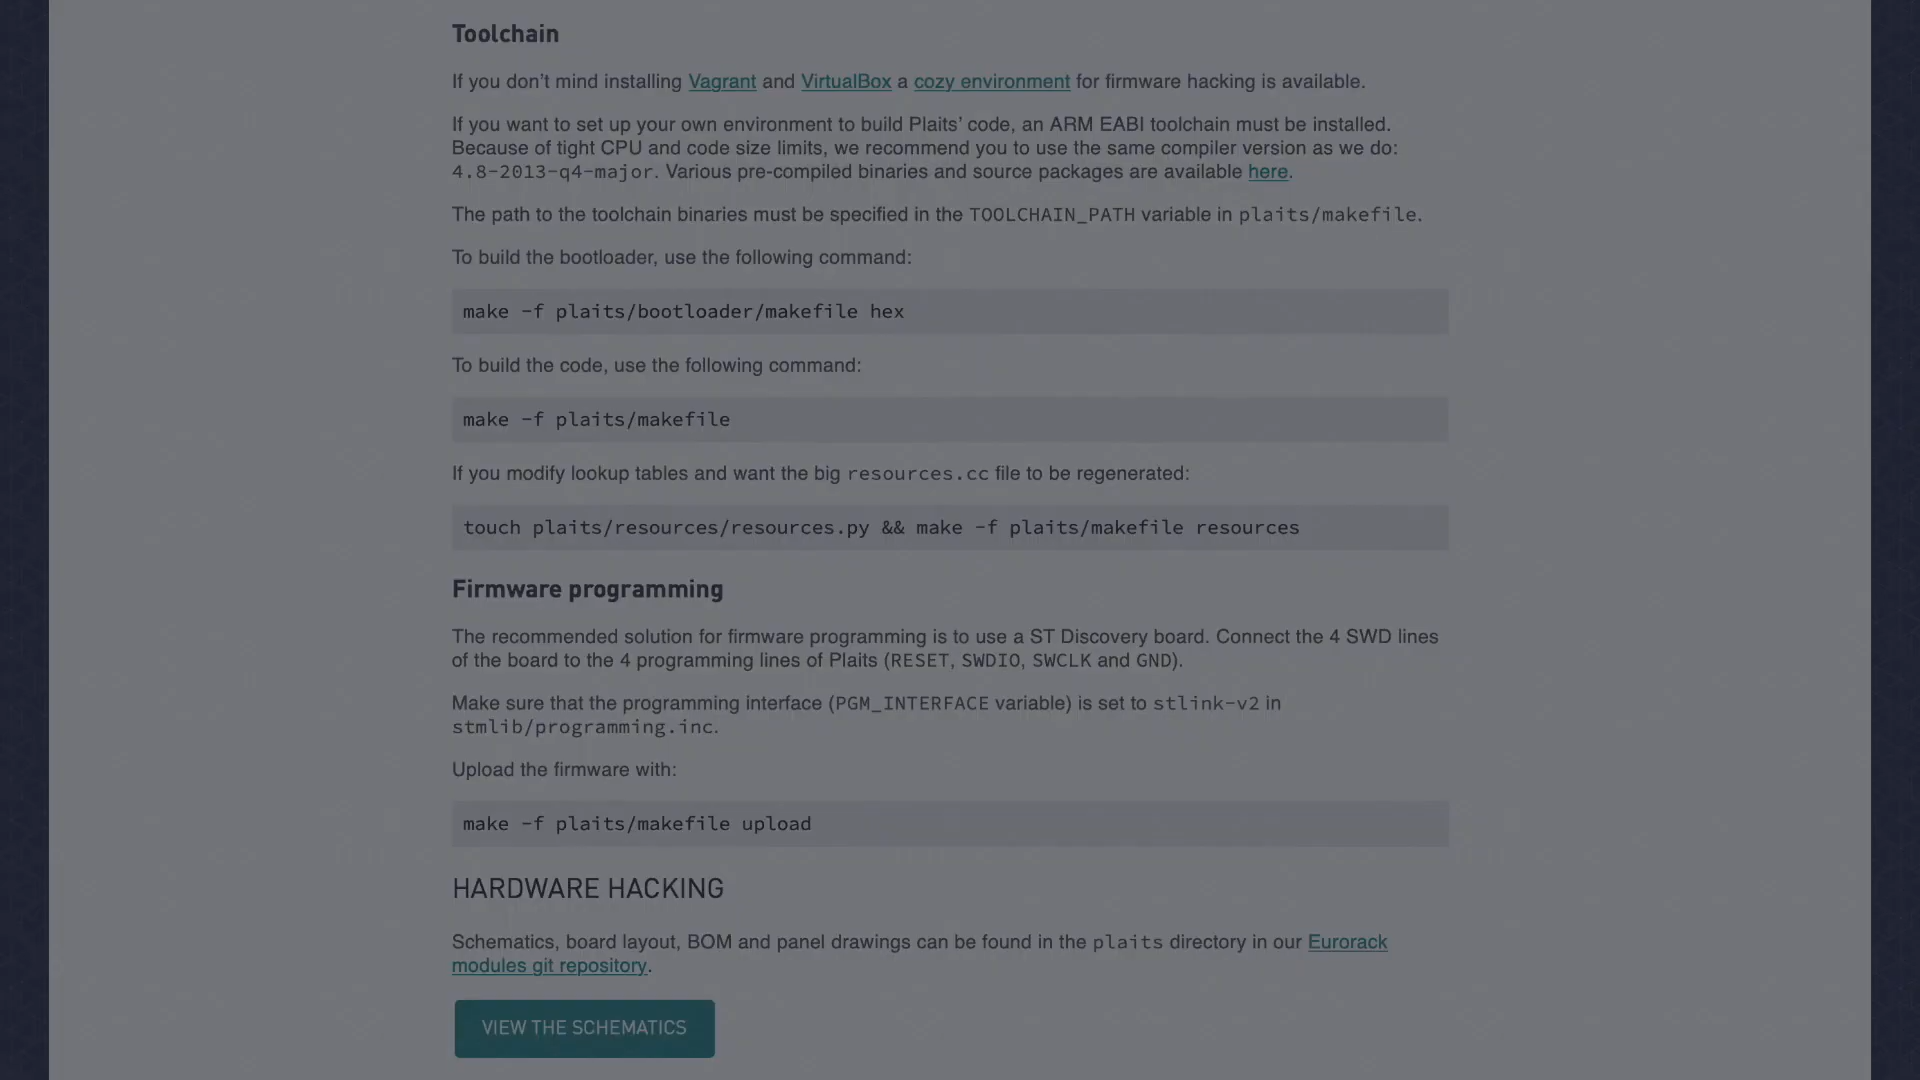 Toolchain
If you don’t mind installing Vagrant and VirtualBox a cozy environment for firmware hacking is available.
If you want to set up your own environment to build Plaits’ code, an ARM EABI toolchain must be installed.
Because of tight CPU and code size limits, we recommend you to use the same compiler version as we do:
4.8-2013-q4-major. Various pre-compiled binaries and source packages are available here.
The path to the toolchain binaries must be specified in the TOOLCHAIN_PATH variable in plaits/makefile.
To build the bootloader, use the following command:
make -f plaits/bootloader/makefile hex
To build the code, use the following command:
make -f plaits/makefile
If you modify lookup tables and want the big resources.cc file to be regenerated:
touch plaits/resources/resources.py && make -f plaits/makefile resources
Firmware programming
The recommended solution for firmware programming is to use a ST Discovery board. Connect the 4 SWD lines
of the board to the 4 programming lines of Plaits (RESET, SWDIO, SWCLK and GND).
Make sure that the programming interface (PGM_INTERFACE variable) is set to stlink-v2 in
stmlib/programming.inc.
Upload the firmware with:
make -f plaits/makefile upload
HARDWARE HACKING
Schematics, board layout, BOM and panel drawings can be found in the plaits directory in our Eurorack
modules git repository.
VIEW THE SCHEMATICS